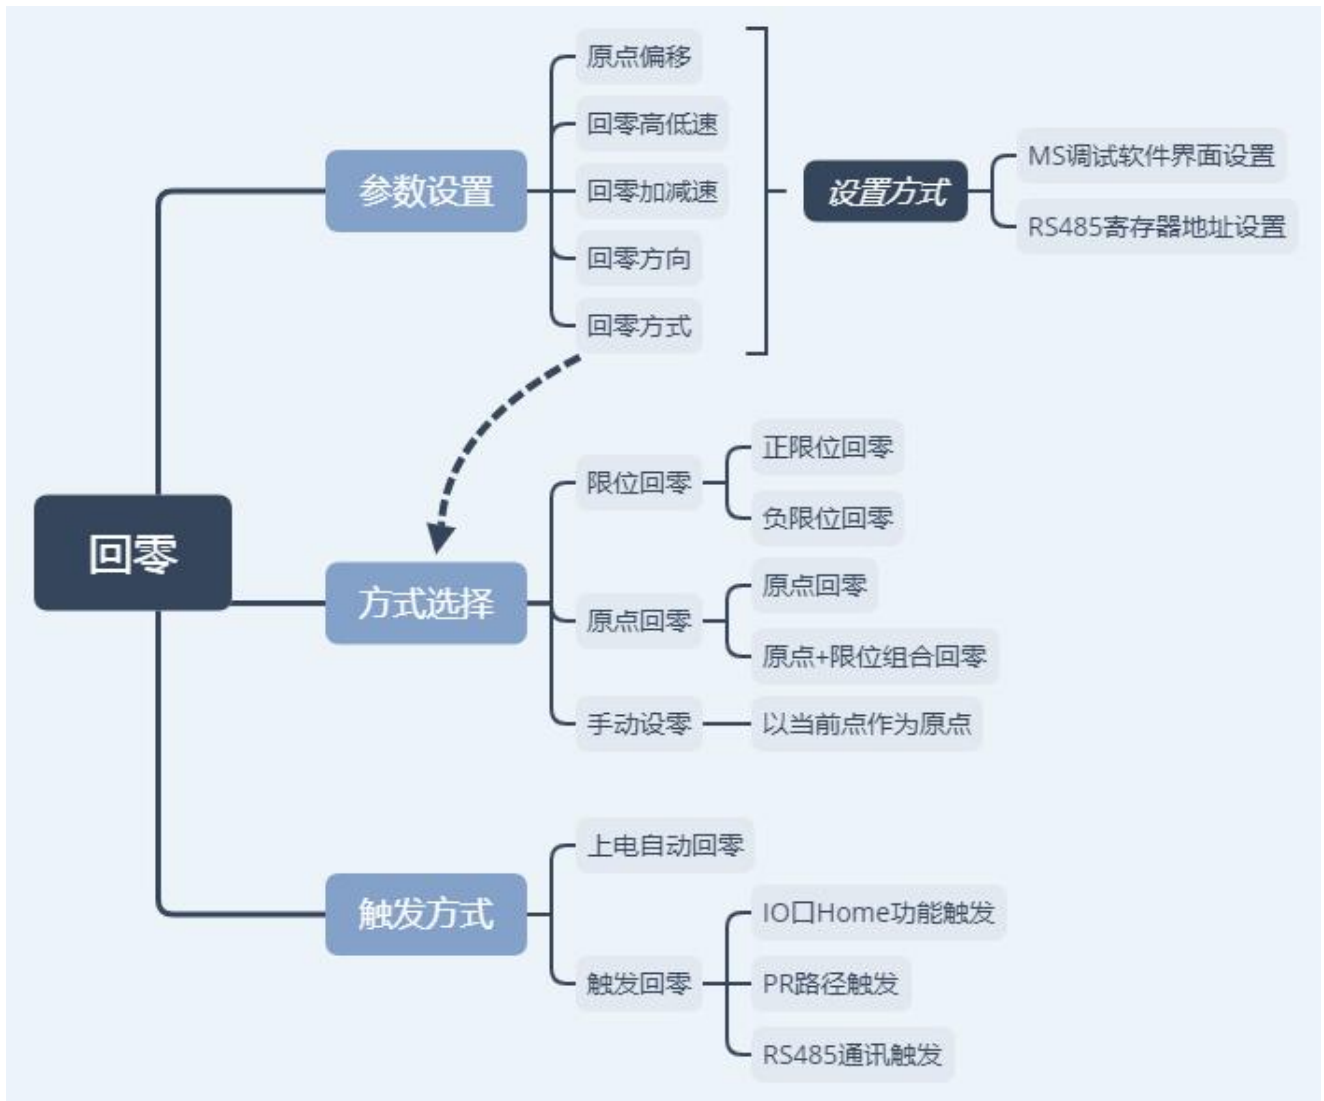 回零
参数设置
原点偏移
回零高低速
回零加减速
回零方向
回零方式
设置方式
MS调试软件界面设置
RS485寄存器地址设置
方式选择
限位回零
正限位回零
负限位回零
原点回零
原点回零
原点+限位组合回零
手动设零
以当前点作为原点
触发方式
上电自动回零
触发回零
IO口Home功能触发
PR路径触发
RS485通讯触发